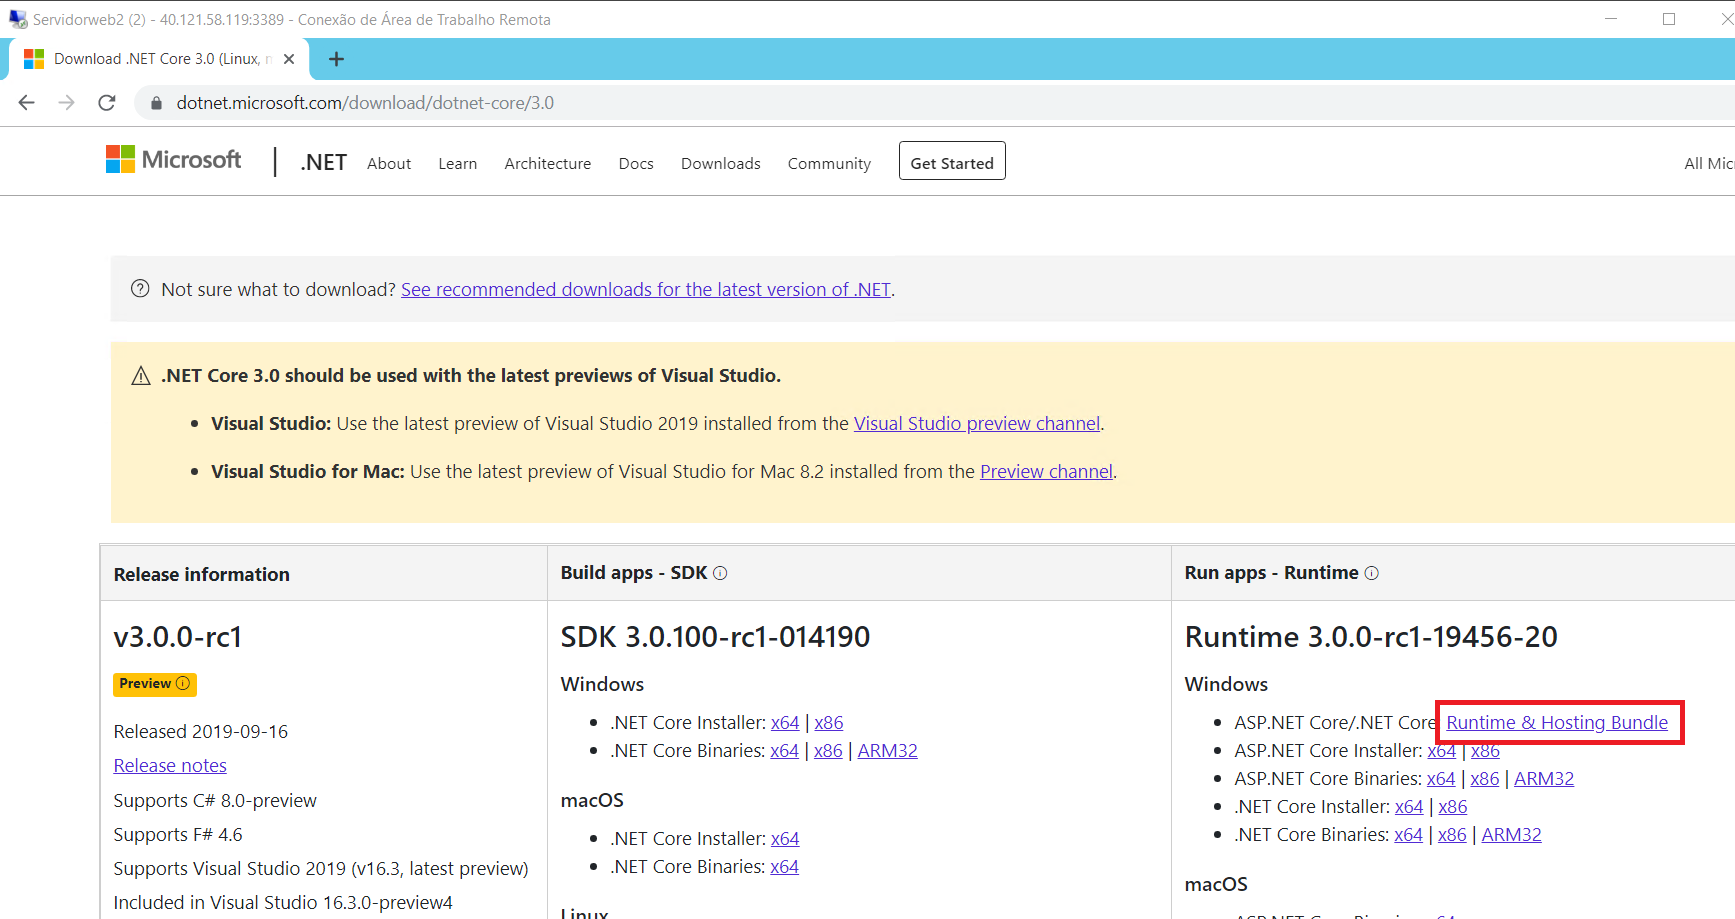 Servidorweb2 (2) - 40.121.58.119:3389 - Conexão de Área de Trabalho Remota
Download .NET Core 3.0 (Linux,
dotnet.microsoft.com/download/dotnet-core/3.0
Microsoft | .NET About Learn Architecture Docs Downloads Community Get Started All Mic
Not sure what to download? See recommended downloads for the latest version of .NET.
.NET Core 3.0 should be used with the latest previews of Visual Studio.
• Visual Studio: Use the latest preview of Visual Studio 2019 installed from the Visual Studio preview channel.
• Visual Studio for Mac: Use the latest preview of Visual Studio for Mac 8.2 installed from the Preview channel.
Release information
v3.0.0-rc1
Preview
Released 2019-09-16
Release notes
Supports C# 8.0-preview
Supports F# 4.6
Supports Visual Studio 2019 (v16.3, latest preview)
Included in Visual Studio 16.3.0-preview4
Build apps - SDK
SDK 3.0.100-rc1-014190
Windows
• .NET Core Installer: x64 | x86
• .NET Core Binaries: x64 | x86 | ARM32
macOS
• .NET Core Installer: x64
• .NET Core Binaries: x64
Linux
Run apps - Runtime
Runtime 3.0.0-rc1-19456-20
Windows
• ASP.NET Core/.NET Core Runtime & Hosting Bundle
• ASP.NET Core Installer: x64 | x86
• ASP.NET Core Binaries: x64 | x86 | ARM32
• .NET Core Installer: x64 | x86
• .NET Core Binaries: x64 | x86 | ARM32
macOS